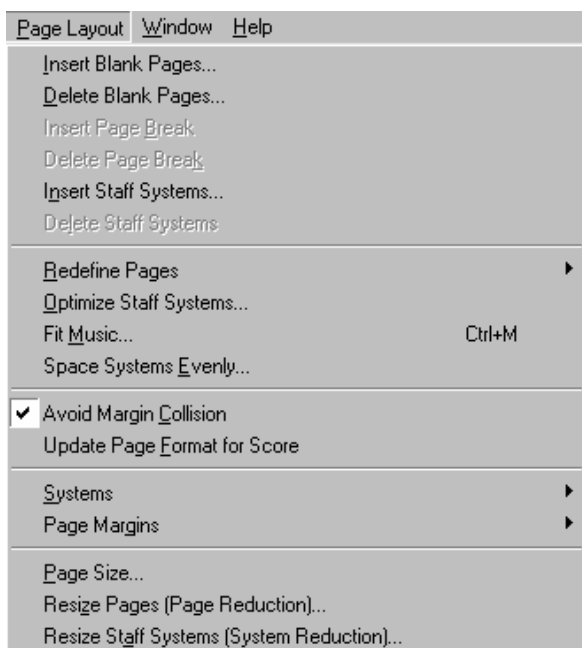 Page Layout Window Help
Insert Blank Pages...
Delete Blank Pages...
Insert Page Break
Delete Page Break
Insert Staff Systems...
Delete Staff Systems
Redefine Pages
Optimize Staff Systems...
Fit Music... Ctrl+M
Space Systems Evenly...
Avoid Margin Collision
Update Page Format for Score
Systems
Page Margins
Page Size...
Resize Pages (Page Reduction)...
Resize Staff Systems (System Reduction)...